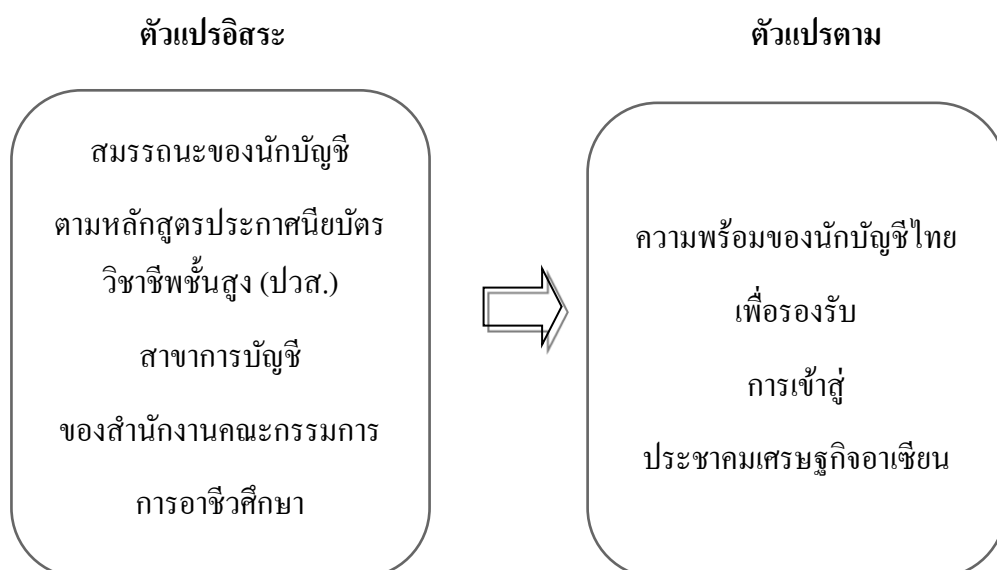 ตัวแปรอิสระ
สมรรถนะของนักบัญชี
ตามหลักสูตรประกาศนียบัตร
วิชาชีพชั้นสูง (ปวส.)
สาขาการบัญชี
ของสำนักงานคณะกรรมการ
การอาชีวศึกษา
ตัวแปรตาม
ความพร้อมของนักบัญชีไทย
เพื่อรองรับ
การเข้าสู่
ประชาคมเศรษฐกิจอาเซียน